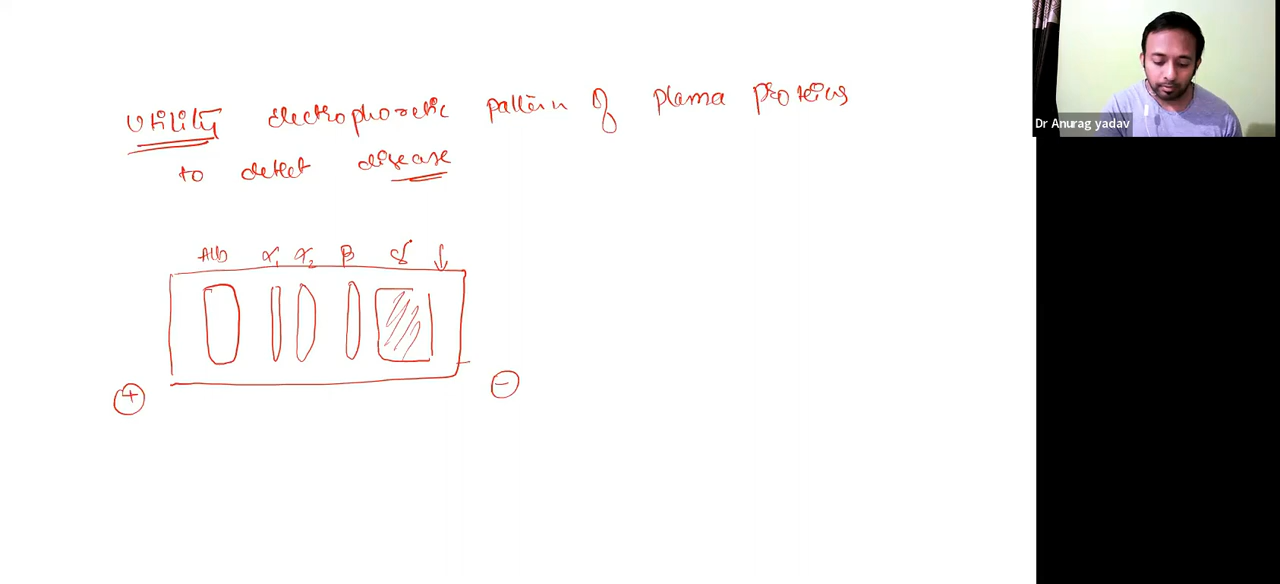 Utility electrophoretic pattern of plasma proteins
to detect disease
Alb α₁ α₂ β γ ↓
+ −
Dr Anurag yadav